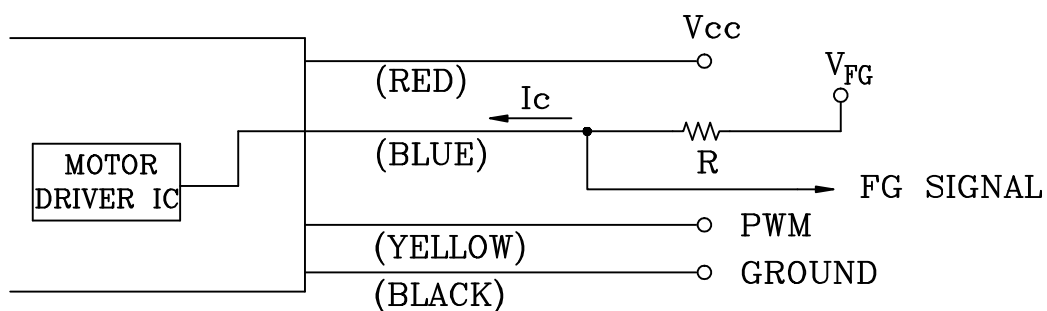 Vcc
(RED)
V_FG
Ic
(BLUE)
R
MOTOR
DRIVER IC
FG SIGNAL
PWM
(YELLOW)
GROUND
(BLACK)